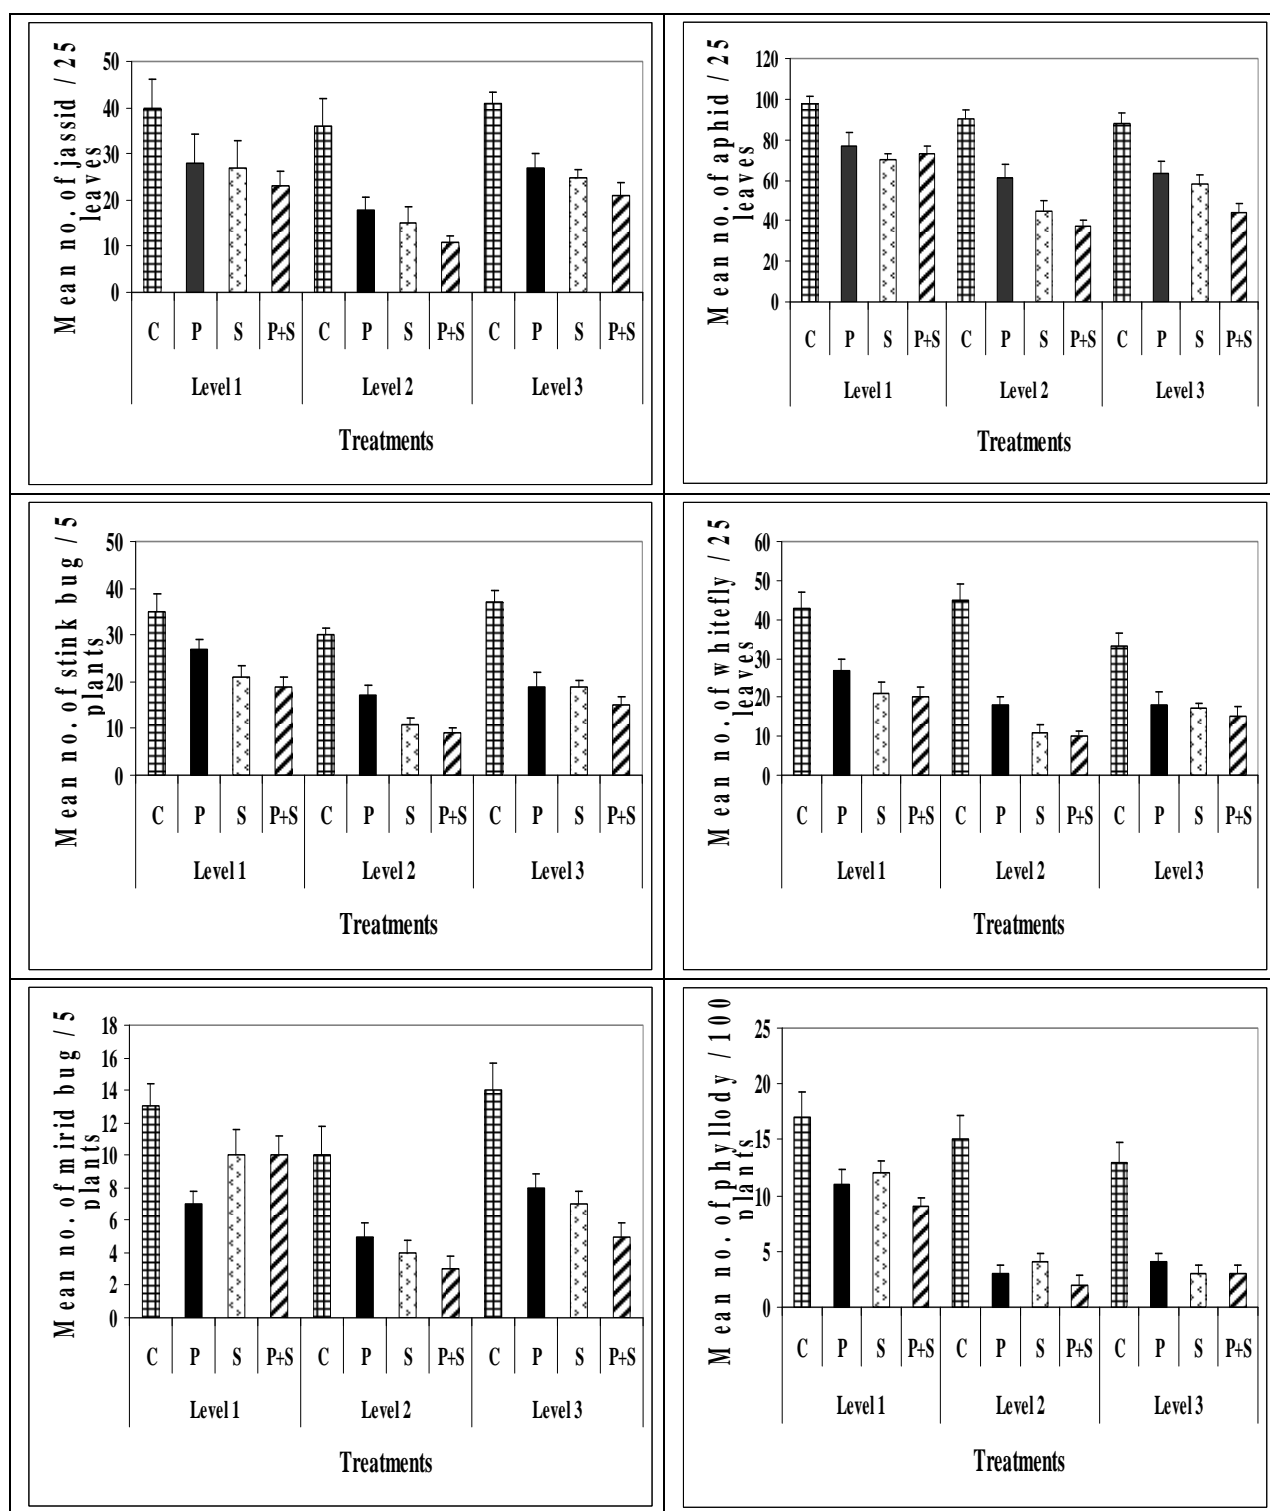 Mean no. of jassid / 25
leaves
50
40
30
20
10
0
C P S P+S C P S P+S C P S P+S
Level 1 Level 2 Level 3
Treatments
Mean no. of aphid / 25
leaves
120
100
80
60
40
20
0
C P S P+S C P S P+S C P S P+S
Level 1 Level 2 Level 3
Treatments
Mean no. of stink bug / 5
plants
50
40
30
20
10
0
C P S P+S C P S P+S C P S P+S
Level 1 Level 2 Level 3
Treatments
Mean no. of whitefly / 25
leaves
60
50
40
30
20
10
0
C P S P+S C P S P+S C P S P+S
Level 1 Level 2 Level 3
Treatments
Mean no. of mirid bug / 5
plants
18
16
14
12
10
8
6
4
2
0
C P S P+S C P S P+S C P S P+S
Level 1 Level 2 Level 3
Treatments
Mean no. of phyllody / 100
plants
25
20
15
10
5
0
C P S P+S C P S P+S C P S P+S
Level 1 Level 2 Level 3
Treatments